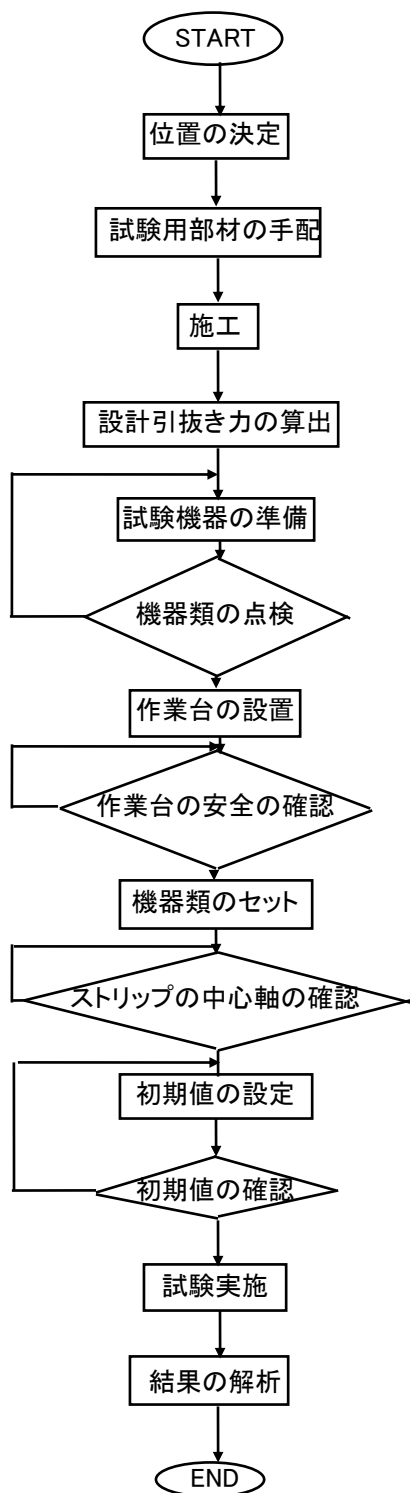 START
位置の決定
試験用部材の手配
施工
設計引抜き力の算出
試験機器の準備
機器類の点検
作業台の設置
作業台の安全の確認
機器類のセット
ストリップの中心軸の確認
初期値の設定
初期値の確認
試験実施
結果の解析
END